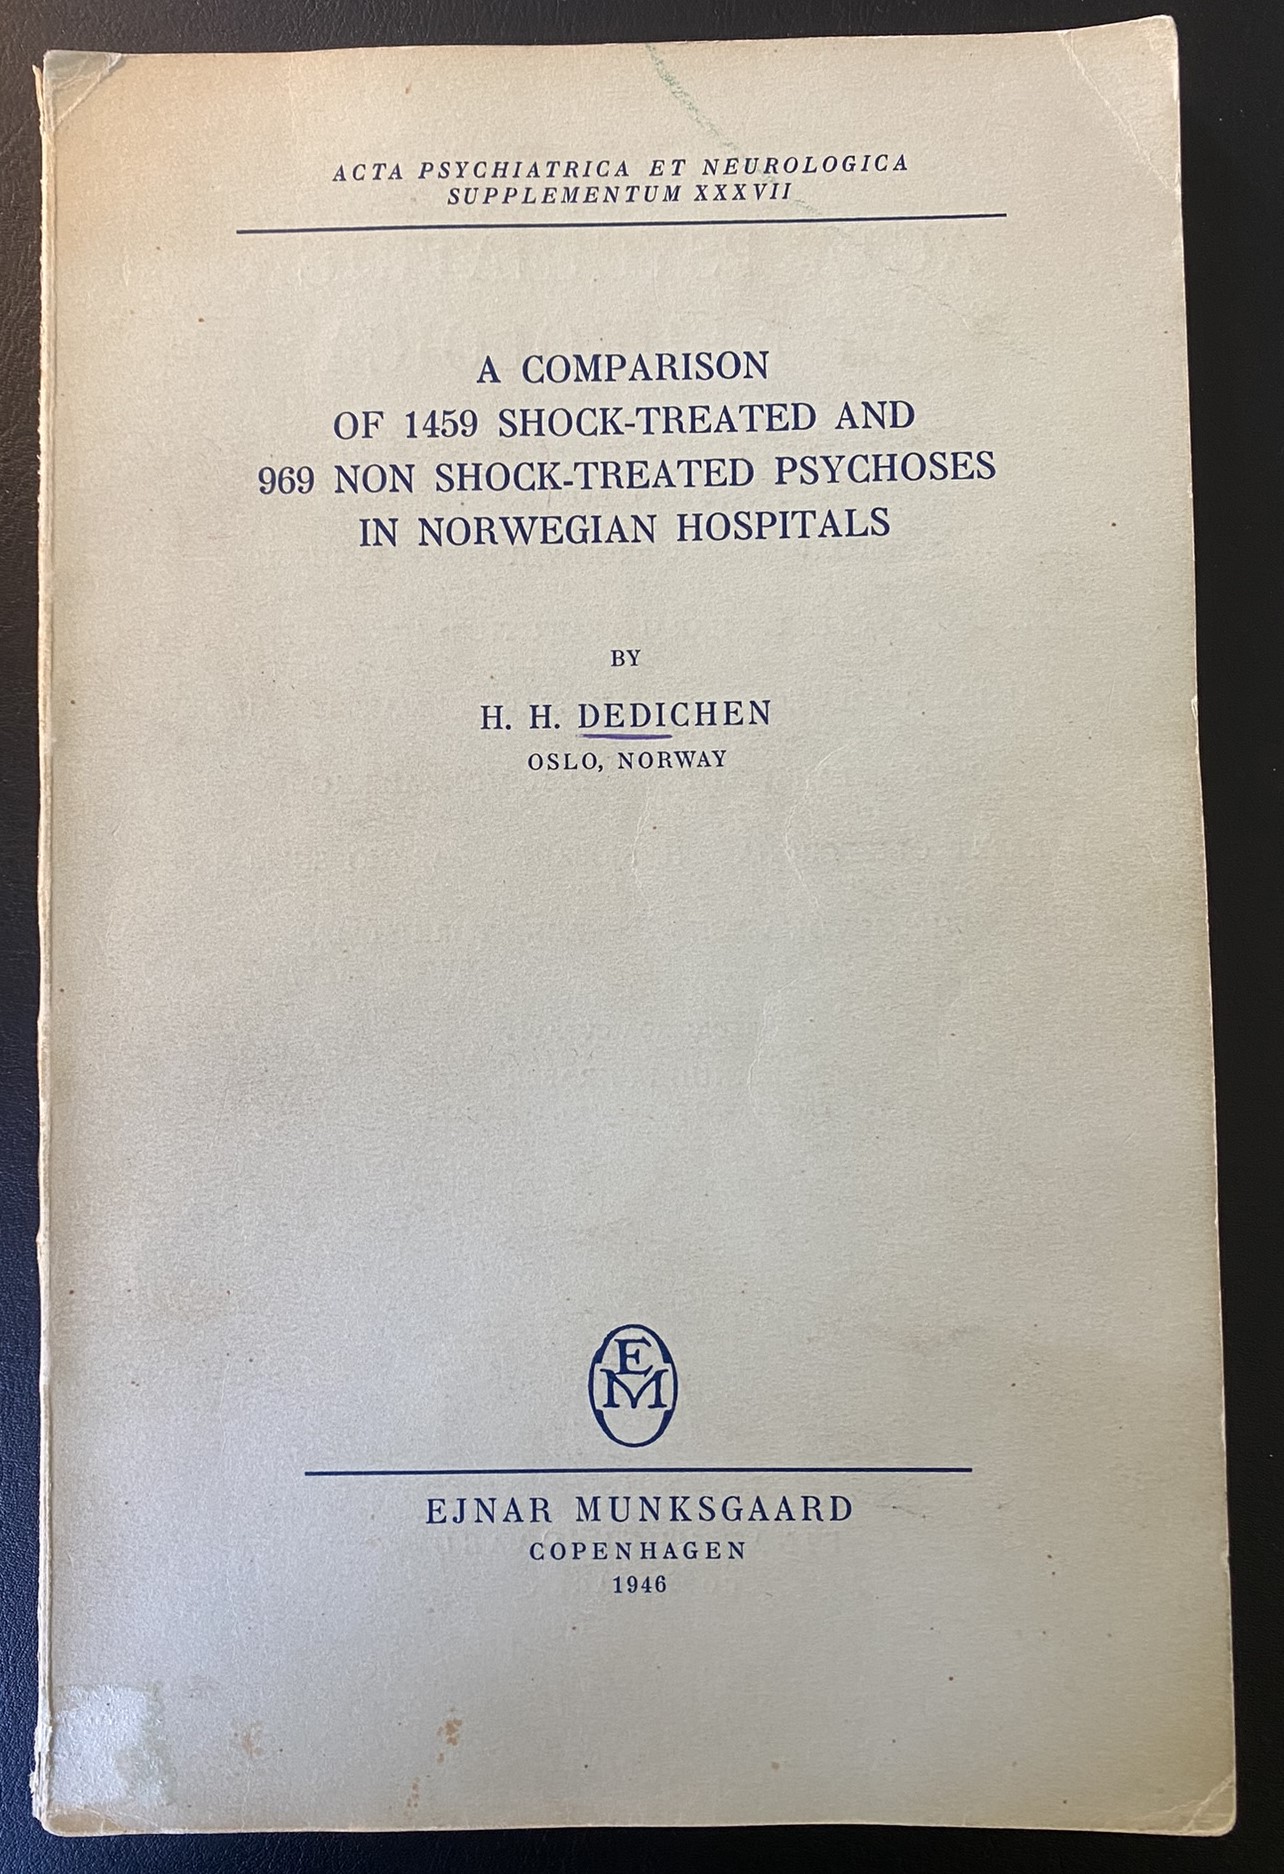 ACTA PSYCHIATRICA ET NEUROLOGICA
SUPPLEMENTUM XXXVII
A COMPARISON
OF 1459 SHOCK-TREATED AND
969 NON SHOCK-TREATED PSYCHOSES
IN NORWEGIAN HOSPITALS
BY
H. H. DEDICHEN
OSLO, NORWAY
EM
EJNAR MUNKSGAARD
COPENHAGEN
1946